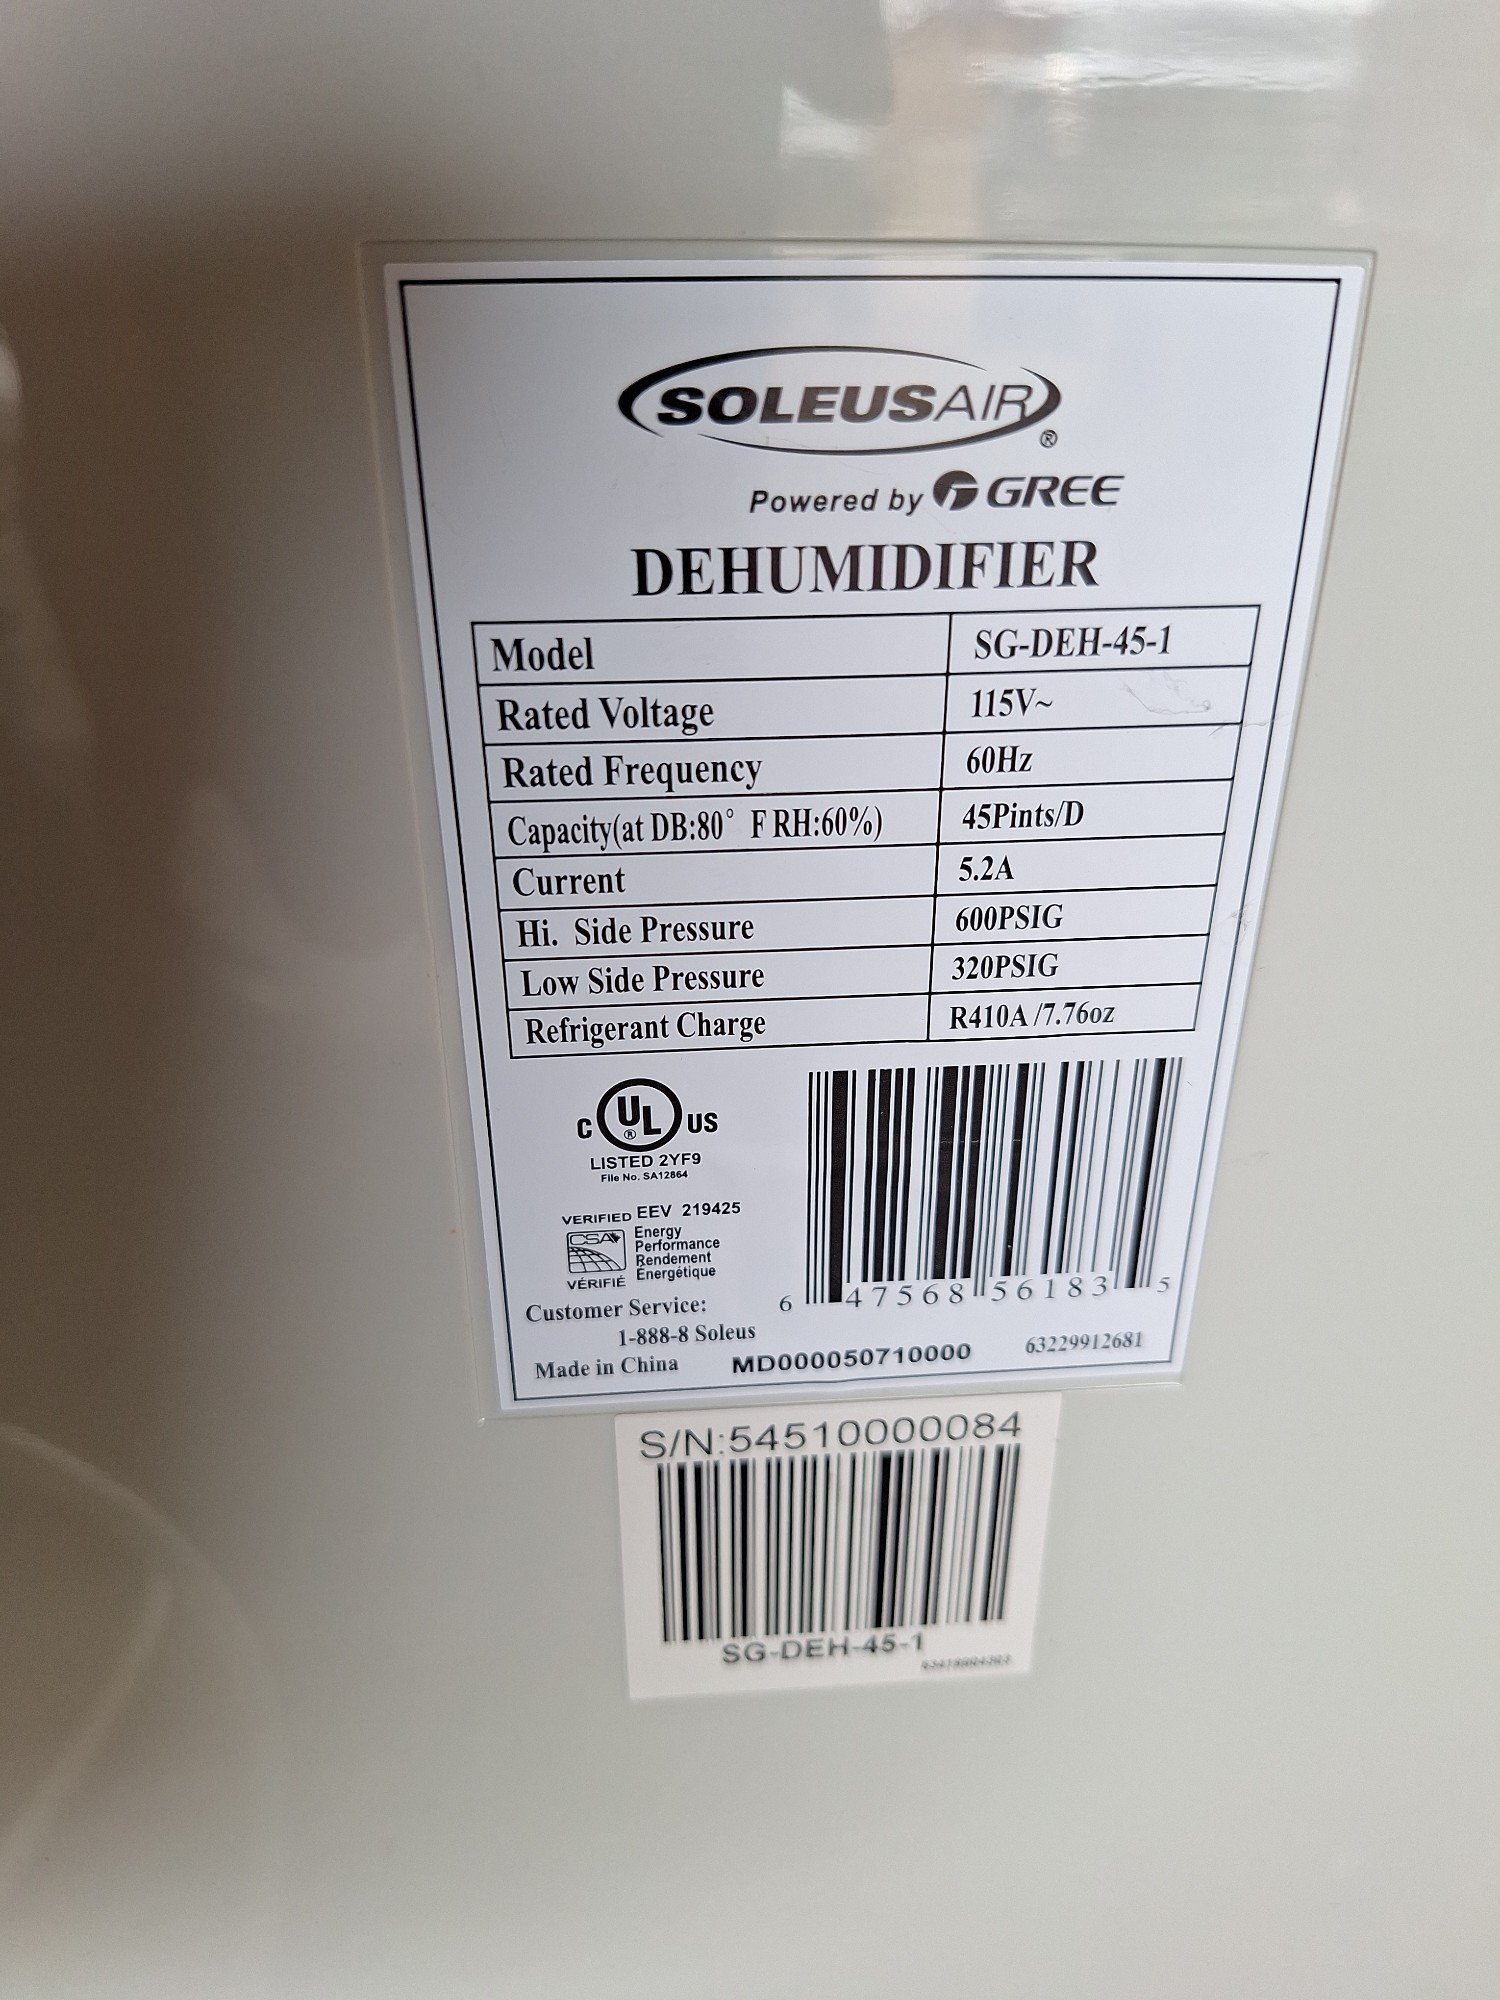 SOLEUSAIR®
Powered by GREE
DEHUMIDIFIER
Model SG-DEH-45-1
Rated Voltage 115V~
Rated Frequency 60Hz
Capacity(at DB:80° F RH:60%) 45Pints/D
Current 5.2A
Hi. Side Pressure 600PSIG
Low Side Pressure 320PSIG
Refrigerant Charge R410A /7.76oz
C UL® US
LISTED 2YF9
File No. SA12864
VERIFIED EEV 219425
CSA Energy
Performance
Rendement
VÉRIFIÉ Énergétique
6 47568 56183 5
Customer Service:
1-888-8 Soleus
Made in China MD000050710000 63229912681
S/N:54510000084
SG-DEH-45-1